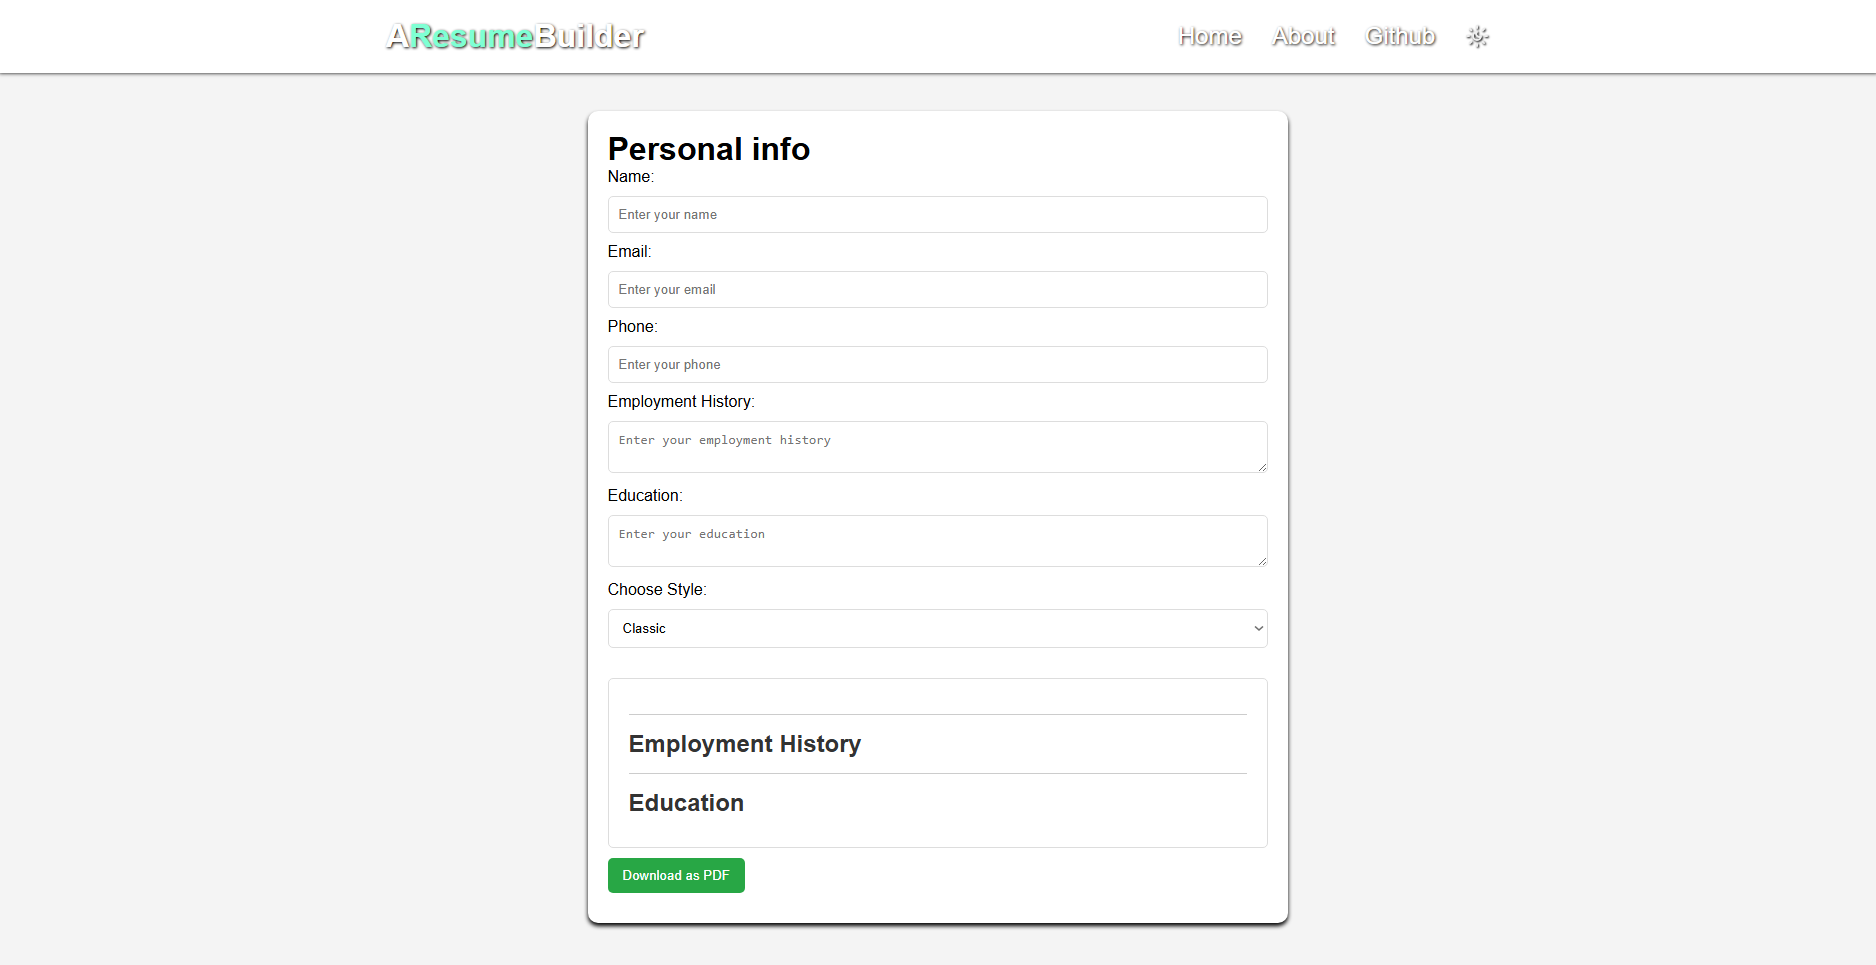 AResumeBuilder
Home About Github
Personal info
Name:
Enter your name
Email:
Enter your email
Phone:
Enter your phone
Employment History:
Enter your employment history
Education:
Enter your education
Choose Style:
Classic
Employment History
Education
Download as PDF